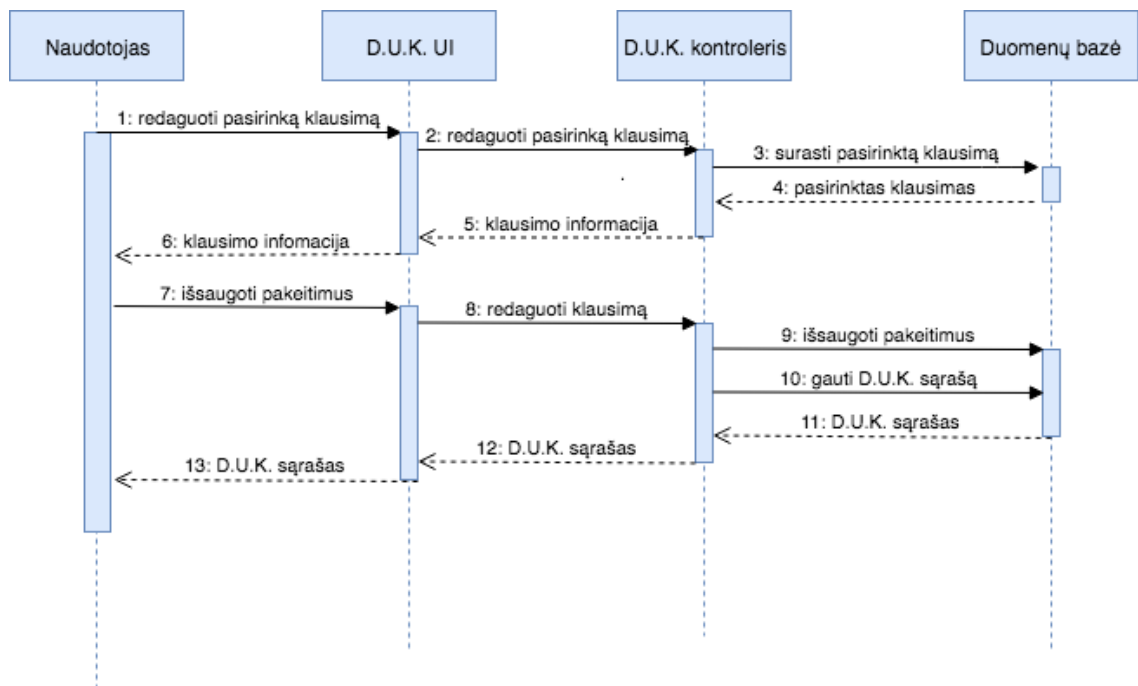 Naudotojas
D.U.K. UI
D.U.K. kontroleris
Duomenų bazė
1: redaguoti pasirinką klausimą
2: redaguoti pasirinką klausimą
3: surasti pasirinktą klausimą
4: pasirinktas klausimas
5: klausimo informacija
6: klausimo infomacija
7: išsaugoti pakeitimus
8: redaguoti klausimą
9: išsaugoti pakeitimus
10: gauti D.U.K. sąrašą
11: D.U.K. sąrašas
12: D.U.K. sąrašas
13: D.U.K. sąrašas